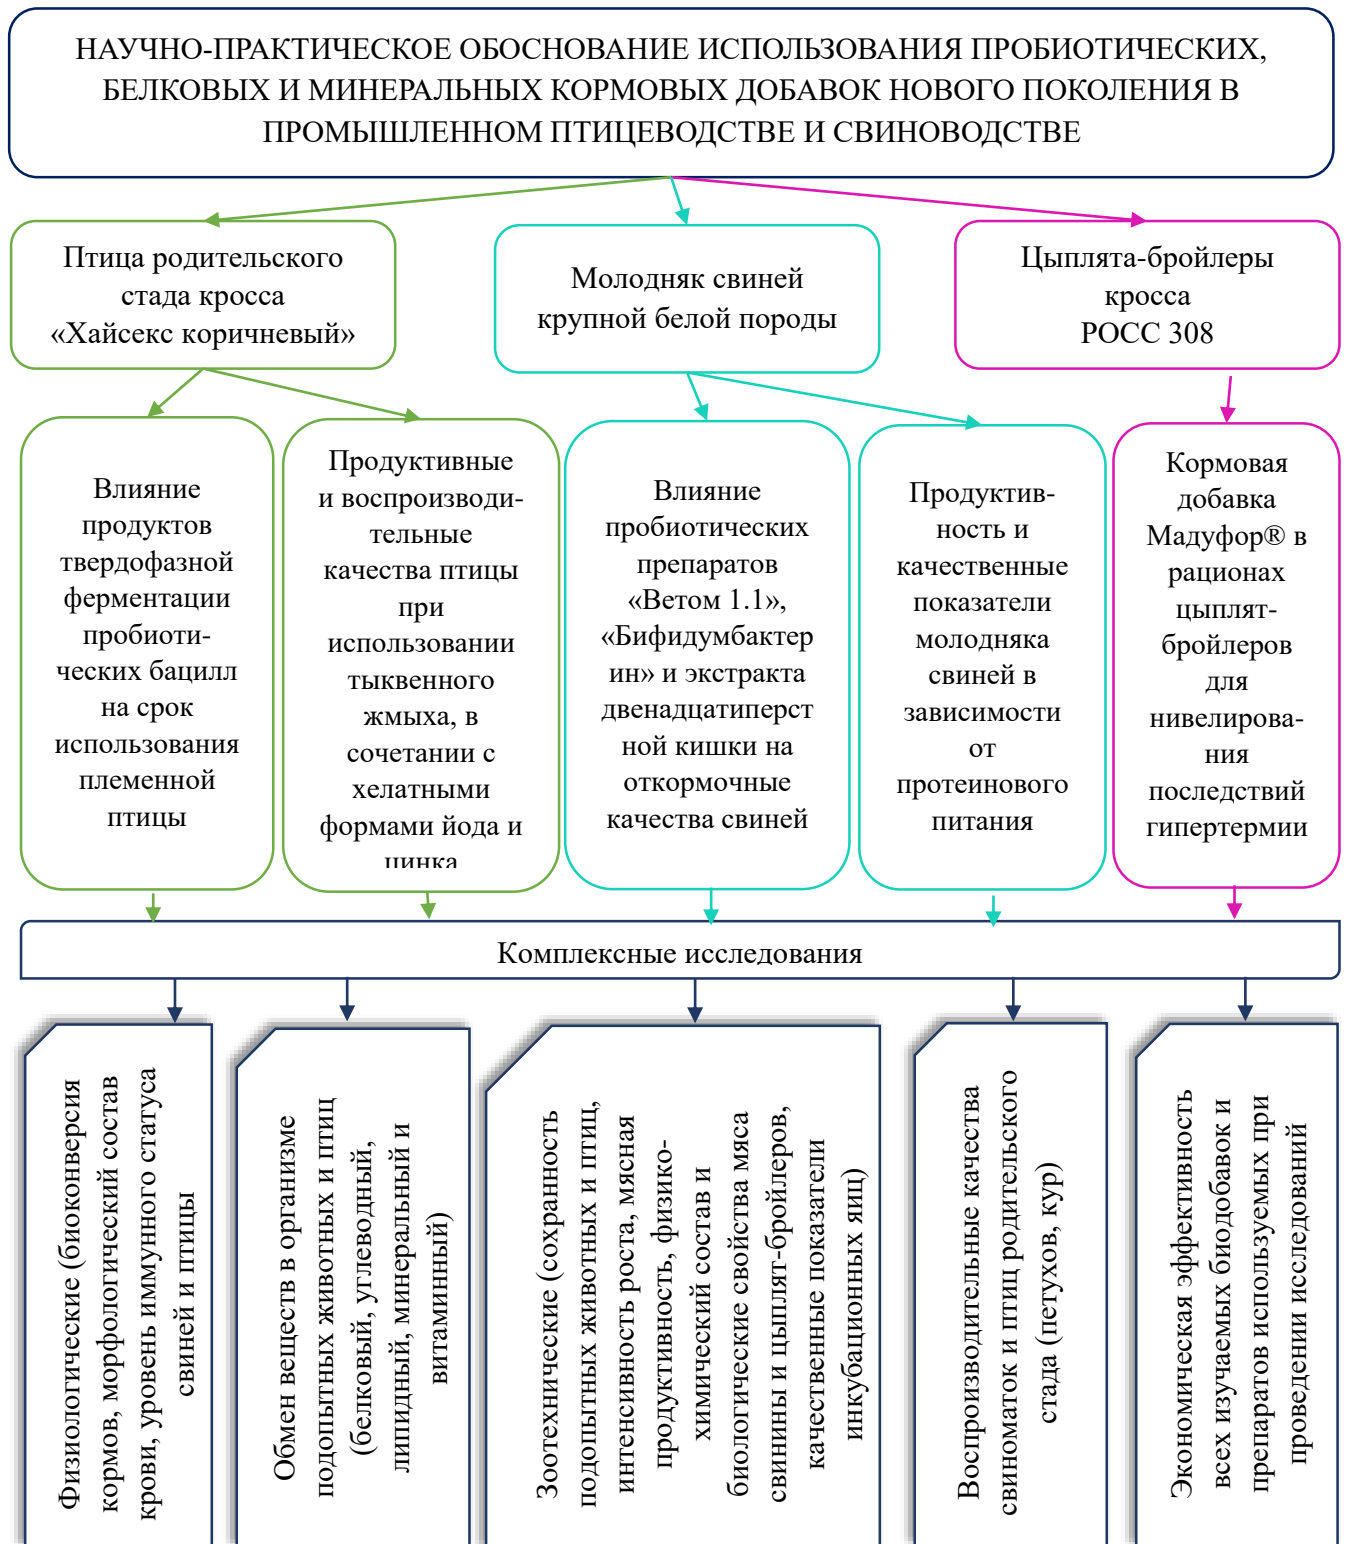 НАУЧНО-ПРАКТИЧЕСКОЕ ОБОСНОВАНИЕ ИСПОЛЬЗОВАНИЯ ПРОБИОТИЧЕСКИХ,
БЕЛКОВЫХ И МИНЕРАЛЬНЫХ КОРМОВЫХ ДОБАВОК НОВОГО ПОКОЛЕНИЯ В
ПРОМЫШЛЕННОМ ПТИЦЕВОДСТВЕ И СВИНОВОДСТВЕ
Птица родительского
стада кросса
«Хайсекс коричневый»
Молодняк свиней
крупной белой породы
Цыплята-бройлеры
кросса
РОСС 308
Влияние
продуктов
твердофазной
ферментации
пробиоти-
ческих бацилл
на срок
использования
племенной
птицы
Продуктивные
и воспроизводи-
тельные
качества птицы
при
использовании
тыквенного
жмыха, в
сочетании с
хелатными
формами йода и
цинка
Влияние
пробиотических
препаратов
«Ветом 1.1»,
«Бифидумбактер
ин» и экстракта
двенадцатиперст
ной кишки на
откормочные
качества свиней
Продуктив-
ность и
качественные
показатели
молодняка
свиней в
зависимости
от
протеинового
питания
Кормовая
добавка
Мадуфор® в
рационах
цыплят-
бройлеров
для
нивелирова-
ния
последствий
гипертермии
Комплексные исследования
Физиологические (биоконверсия
кормов, морфологический состав
крови, уровень иммунного статуса
свиней и птицы
Обмен веществ в организме
подопытных животных и птиц
(белковый, углеводный,
липидный, минеральный и
витаминный)
Зоотехнические (сохранность
подопытных животных и птиц,
интенсивность роста, мясная
продуктивность, физико-
химический состав и
биологические свойства мяса
свинины и цыплят-бройлеров,
качественные показатели
инкубационных яиц)
Воспроизводительные качества
свиноматок и птиц родительского
стада (петухов, кур)
Экономическая эффективность
всех изучаемых биодобавок и
препаратов используемых при
проведении исследований